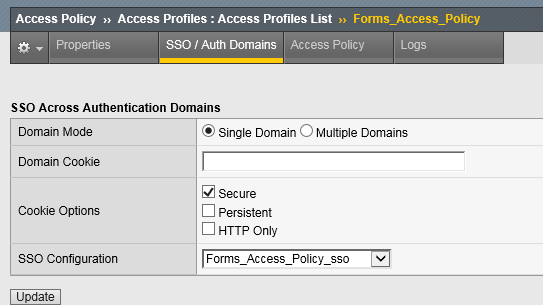 Access Policy ›› Access Profiles : Access Profiles List ›› Forms_Access_Policy
Properties SSO / Auth Domains Access Policy Logs
SSO Across Authentication Domains
Domain Mode Single Domain Multiple Domains
Domain Cookie
Cookie Options
Secure
Persistent
HTTP Only
SSO Configuration Forms_Access_Policy_sso
Update